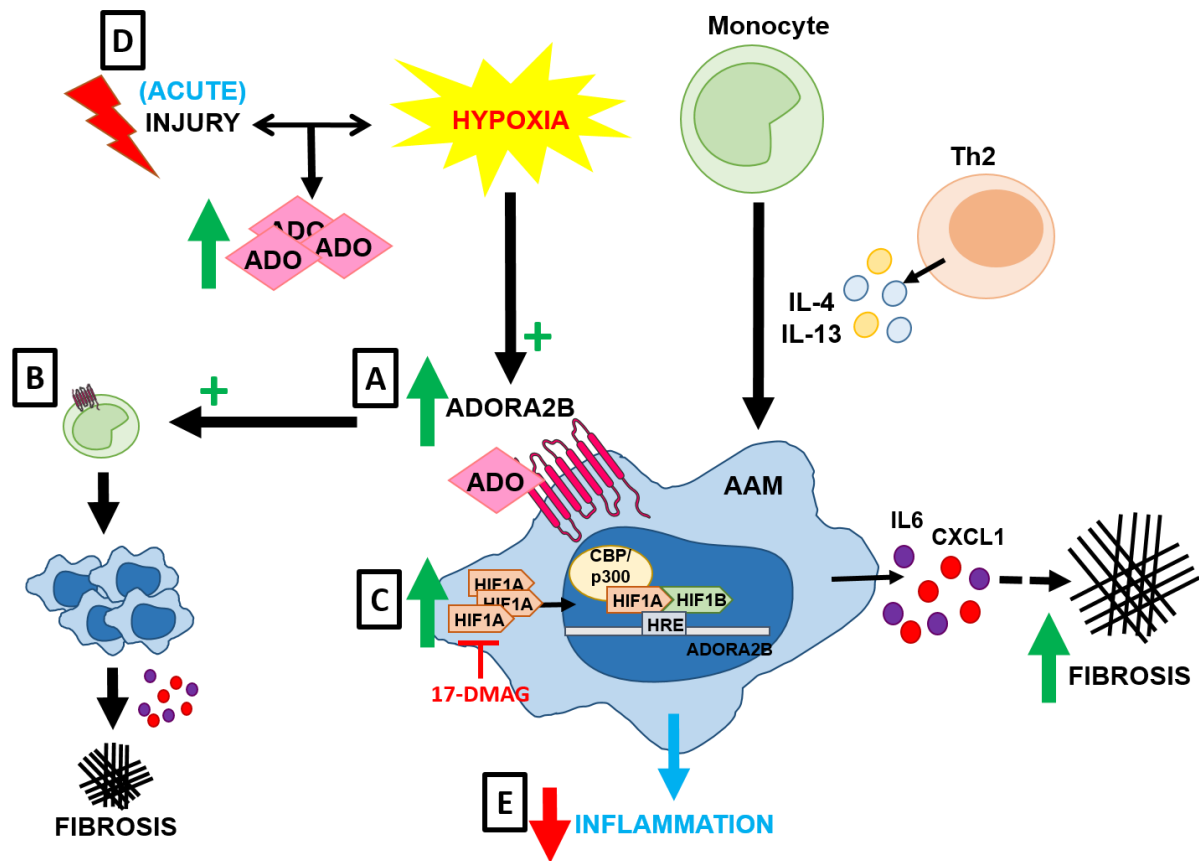 D
(ACUTE)
INJURY
HYPOXIA
Monocyte
Th2
ADO
ADO
ADO
IL-4
IL-13
B
+
A
+
ADORA2B
ADO
AAM
IL6
CXCL1
C
CBP/
p300
HIF1A
HIF1A
HIF1A
HIF1A
HIF1B
HRE
ADORA2B
17-DMAG
FIBROSIS
E
INFLAMMATION
FIBROSIS